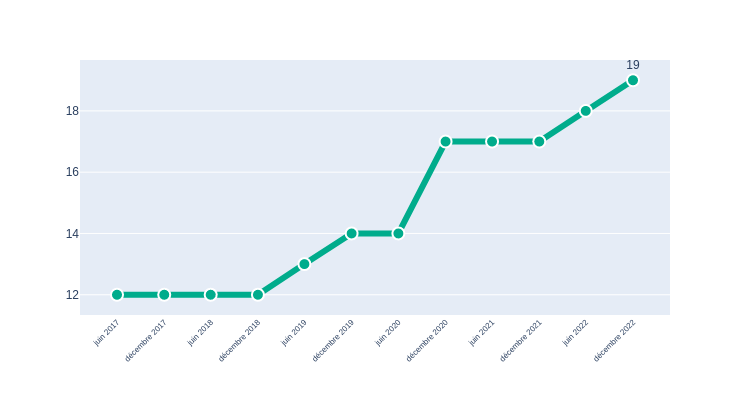 19
18
16
14
12
juin 2017
décembre 2017
juin 2018
décembre 2018
juin 2019
décembre 2019
juin 2020
décembre 2020
juin 2021
décembre 2021
juin 2022
décembre 2022